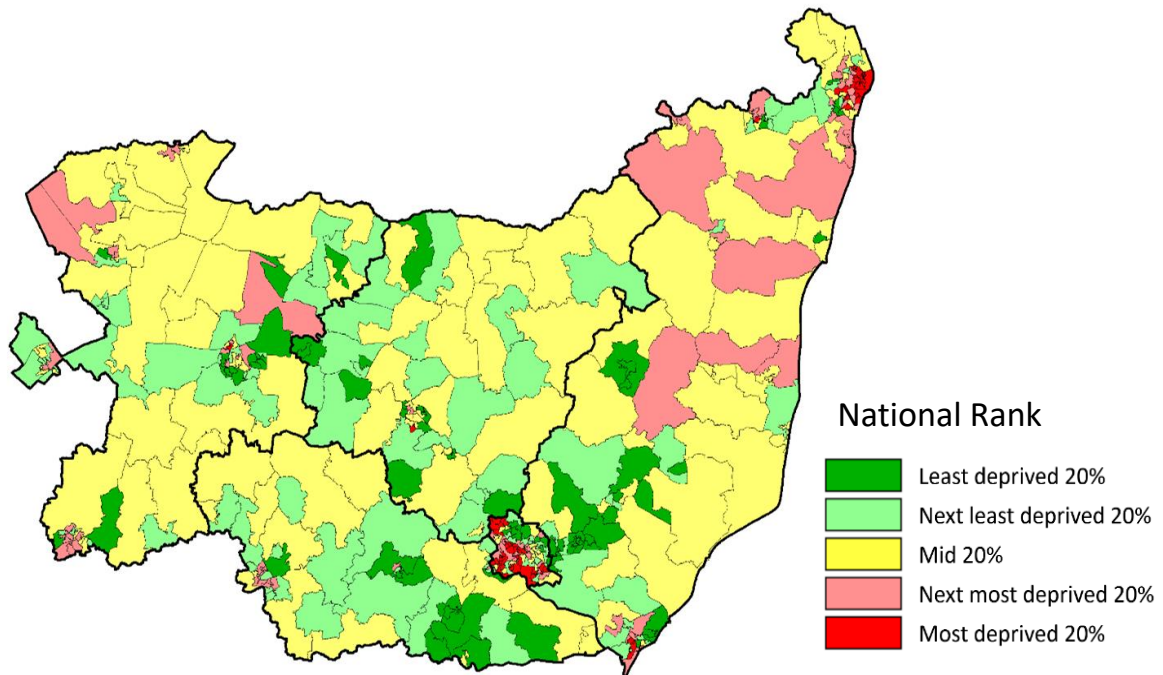 National Rank
Least deprived 20%
Next least deprived 20%
Mid 20%
Next most deprived 20%
Most deprived 20%